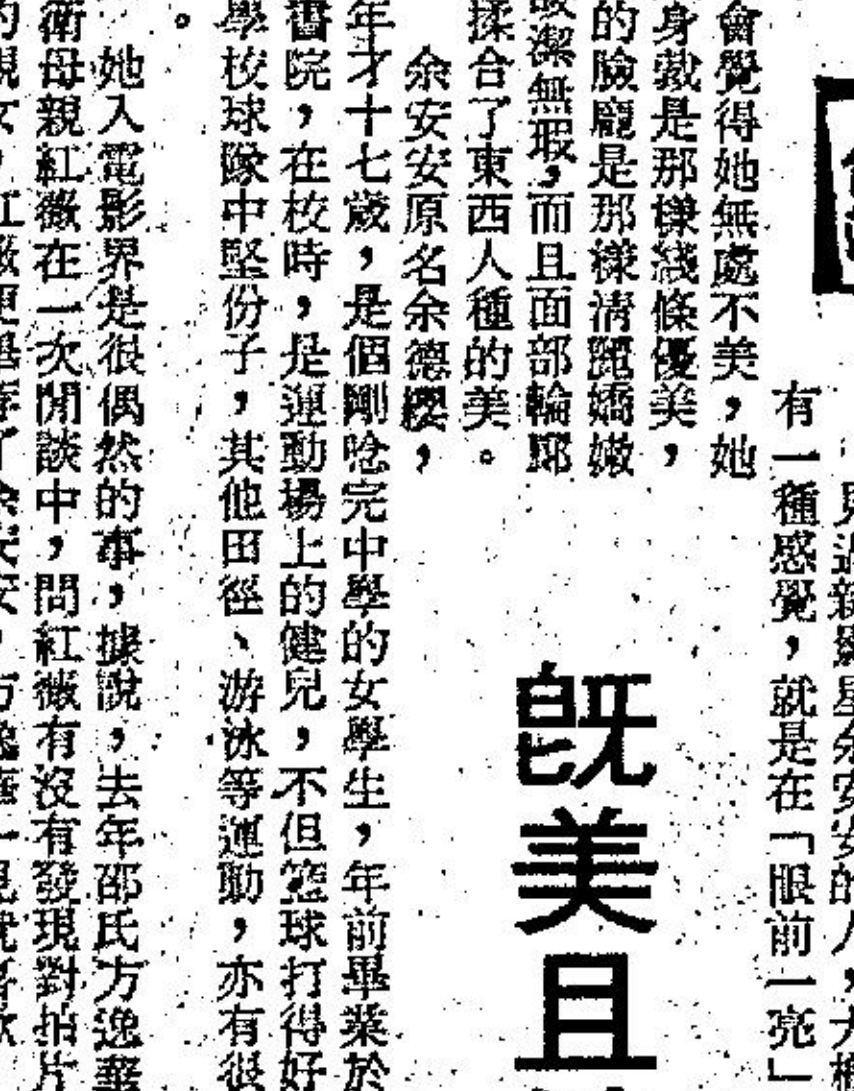 見過新影星余安安的人,大概
有一種感覺,就是在「眼前一亮」
會覺得她無處不美,她
身裁是那樣綫條優美,
的臉龐是那樣清麗嬌嫩
潔無瑕,而且面部輪廓
揉合了東西人種的美。
既美且
余安安原名余德櫻,
年才十七歲,是個剛唸完中學的女學生,年前畢業於
書院,在校時,是運動場上的健兒,不但籃球打得好
學校球隊中堅份子,其他田徑、游泳等運動,亦有很
。
她入電影界是很偶然的事,據說,去年邵氏方逸華
衛母親紅薇在一次閒談中,問紅薇有沒有發現對拍片